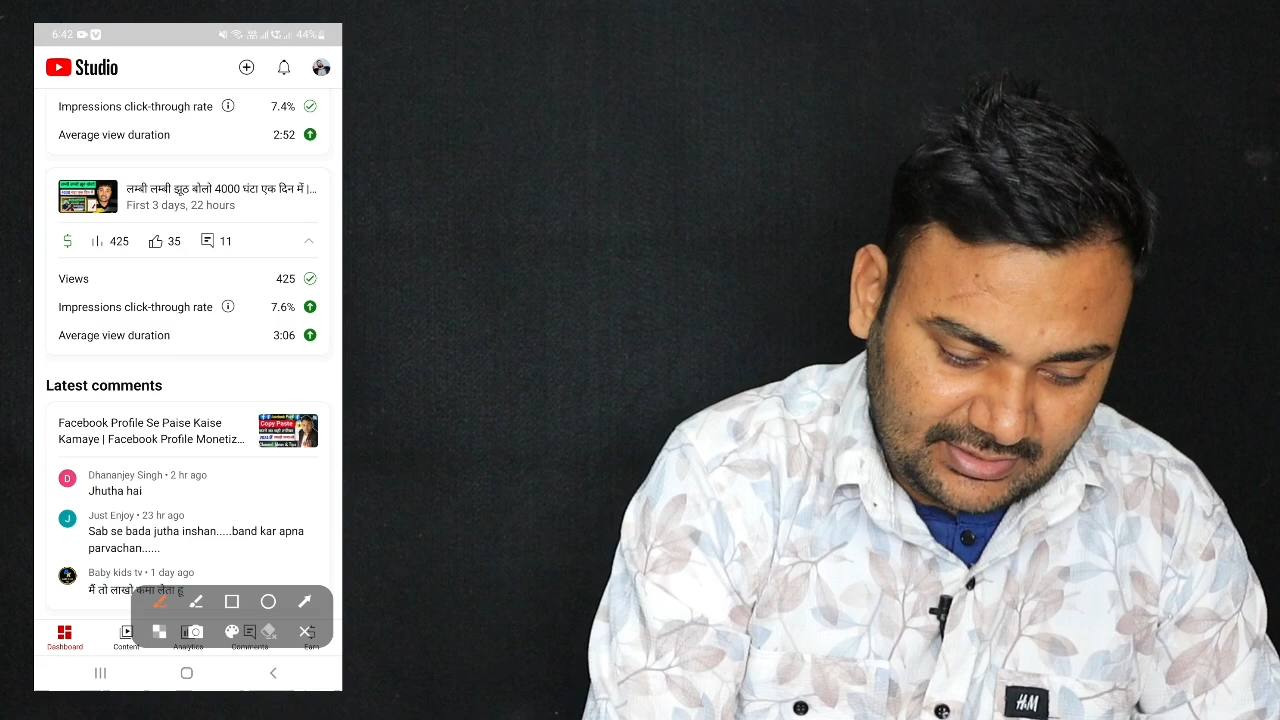 6:42
44%
Studio
Impressions click-through rate 7.4%
Average view duration 2:52
लम्बी लम्बी झूठ बोलो 4000 घंटा एक दिन में |...
First 3 days, 22 hours
425 35 11
Views 425
Impressions click-through rate 7.6%
Average view duration 3:06
Latest comments
Facebook Profile Se Paise Kaise
Kamaye | Facebook Profile Monetiz...
Copy Paste
D
Dhananjey Singh • 2 hr ago
Jhutha hai
J
Just Enjoy • 23 hr ago
Sab se bada jutha inshan.....band kar apna
parvachan......
Baby kids tv • 1 day ago
मैं तो लाखो कमा लेता हू
Dashboard Content Analytics Comments Earn
H&M